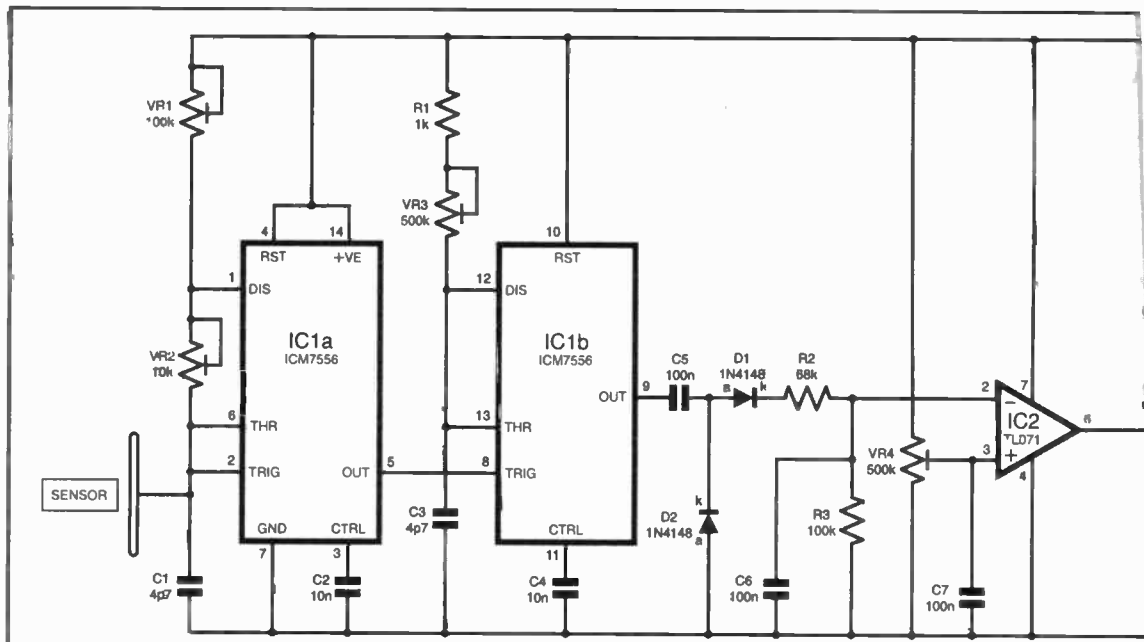 VR1
100k
R1
1k
VR3
500k
4
14
RST
+VE
10
RST
1
DIS
12
DIS
IC1a
ICM7556
IC1b
ICM7556
VR2
10k
C5
100n
D1
1N4148
a
k
R2
68k
9
OUT
2
7
−
IC2
TL071
6
6
THR
13
THR
VR4
500k
3
+
4
2
TRIG
OUT
5
8
TRIG
SENSOR
k
D2
1N4148
a
R3
100k
C3
4p7
GND
CTRL
CTRL
7
3
11
C1
4p7
C2
10n
C4
10n
C6
100n
C7
100n